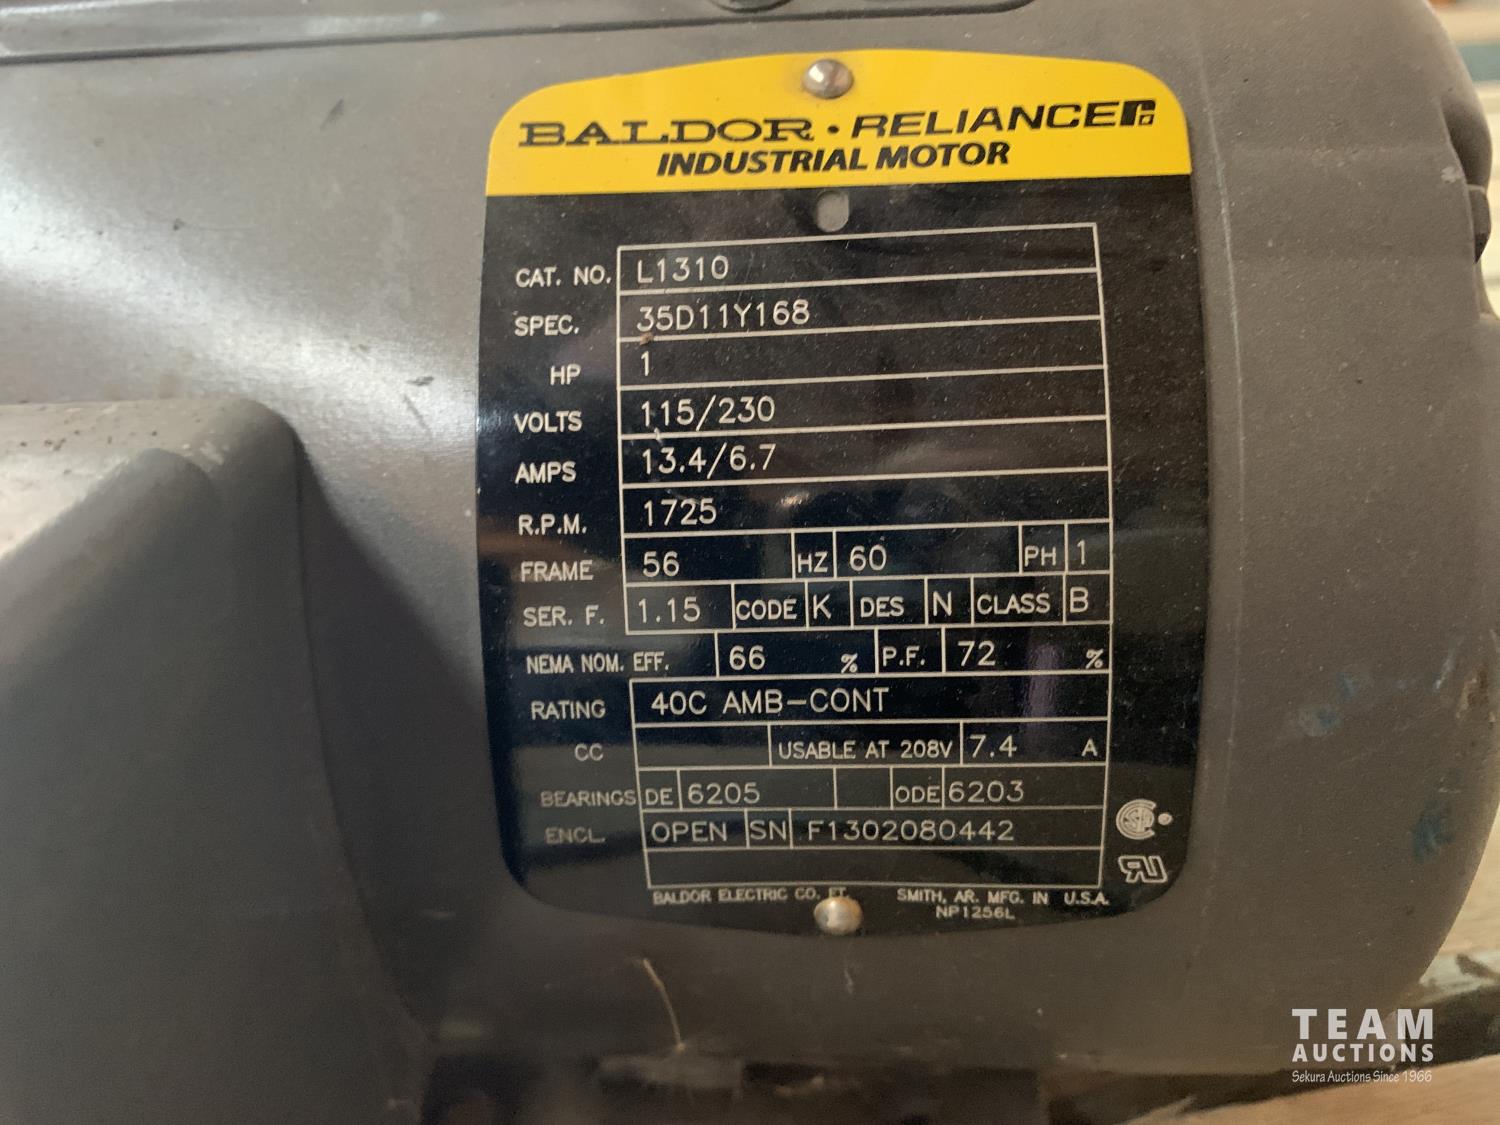 BALDOR • RELIANCE
INDUSTRIAL MOTOR
CAT. NO. L1310
SPEC. 35D11Y168
HP 1
VOLTS 115/230
AMPS 13.4/6.7
R.P.M. 1725
FRAME 56 HZ 60 PH 1
SER. F. 1.15 CODE K DES N CLASS B
NEMA NOM. EFF. 66 % P.F. 72 %
RATING 40C AMB-CONT
CC USABLE AT 208V 7.4 A
BEARINGS DE 6205 ODE 6203
ENCL. OPEN SN F1302080442
BALDOR ELECTRIC CO. FT. SMITH, AR. MFG. IN U.S.A.
NP1256L
TEAM
AUCTIONS
Sekura Auctions Since 1966